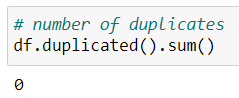 # number of duplicates
df.duplicated().sum()
0